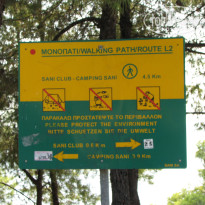 ΜΟΝΟΠΑΤΙ/WALKING PATH/ROUTE L2
SANI CLUB-CAMPING SANI
4.5 Km.
ΠΑΡΑΚΑΛΩ ΠΡΟΣΤΑΤΕΨΤΕ ΤΟ ΠΕΡΙΒΑΛΛΟΝ
PLEASE PROTECT THE ENVIRONMENT
BITTE SCHUETZEN SIE DIE UMWELT
SANI CLUB
CAMPING SANI